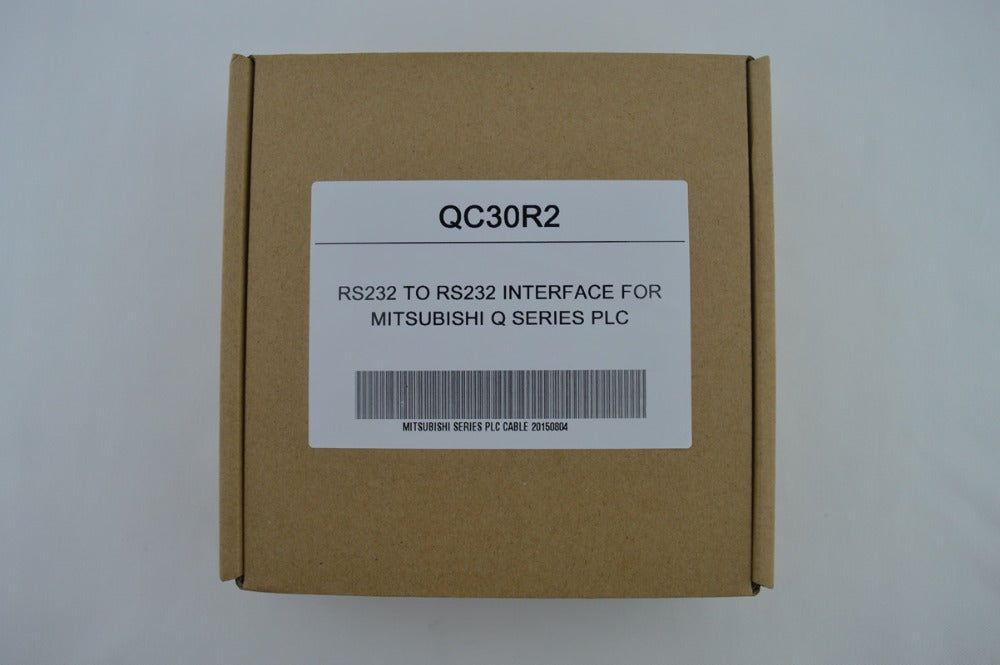 QC30R2
RS232 TO RS232 INTERFACE FOR
MITSUBISHI Q SERIES PLC
MITSUBISHI SERIES PLC CABLE 20150804